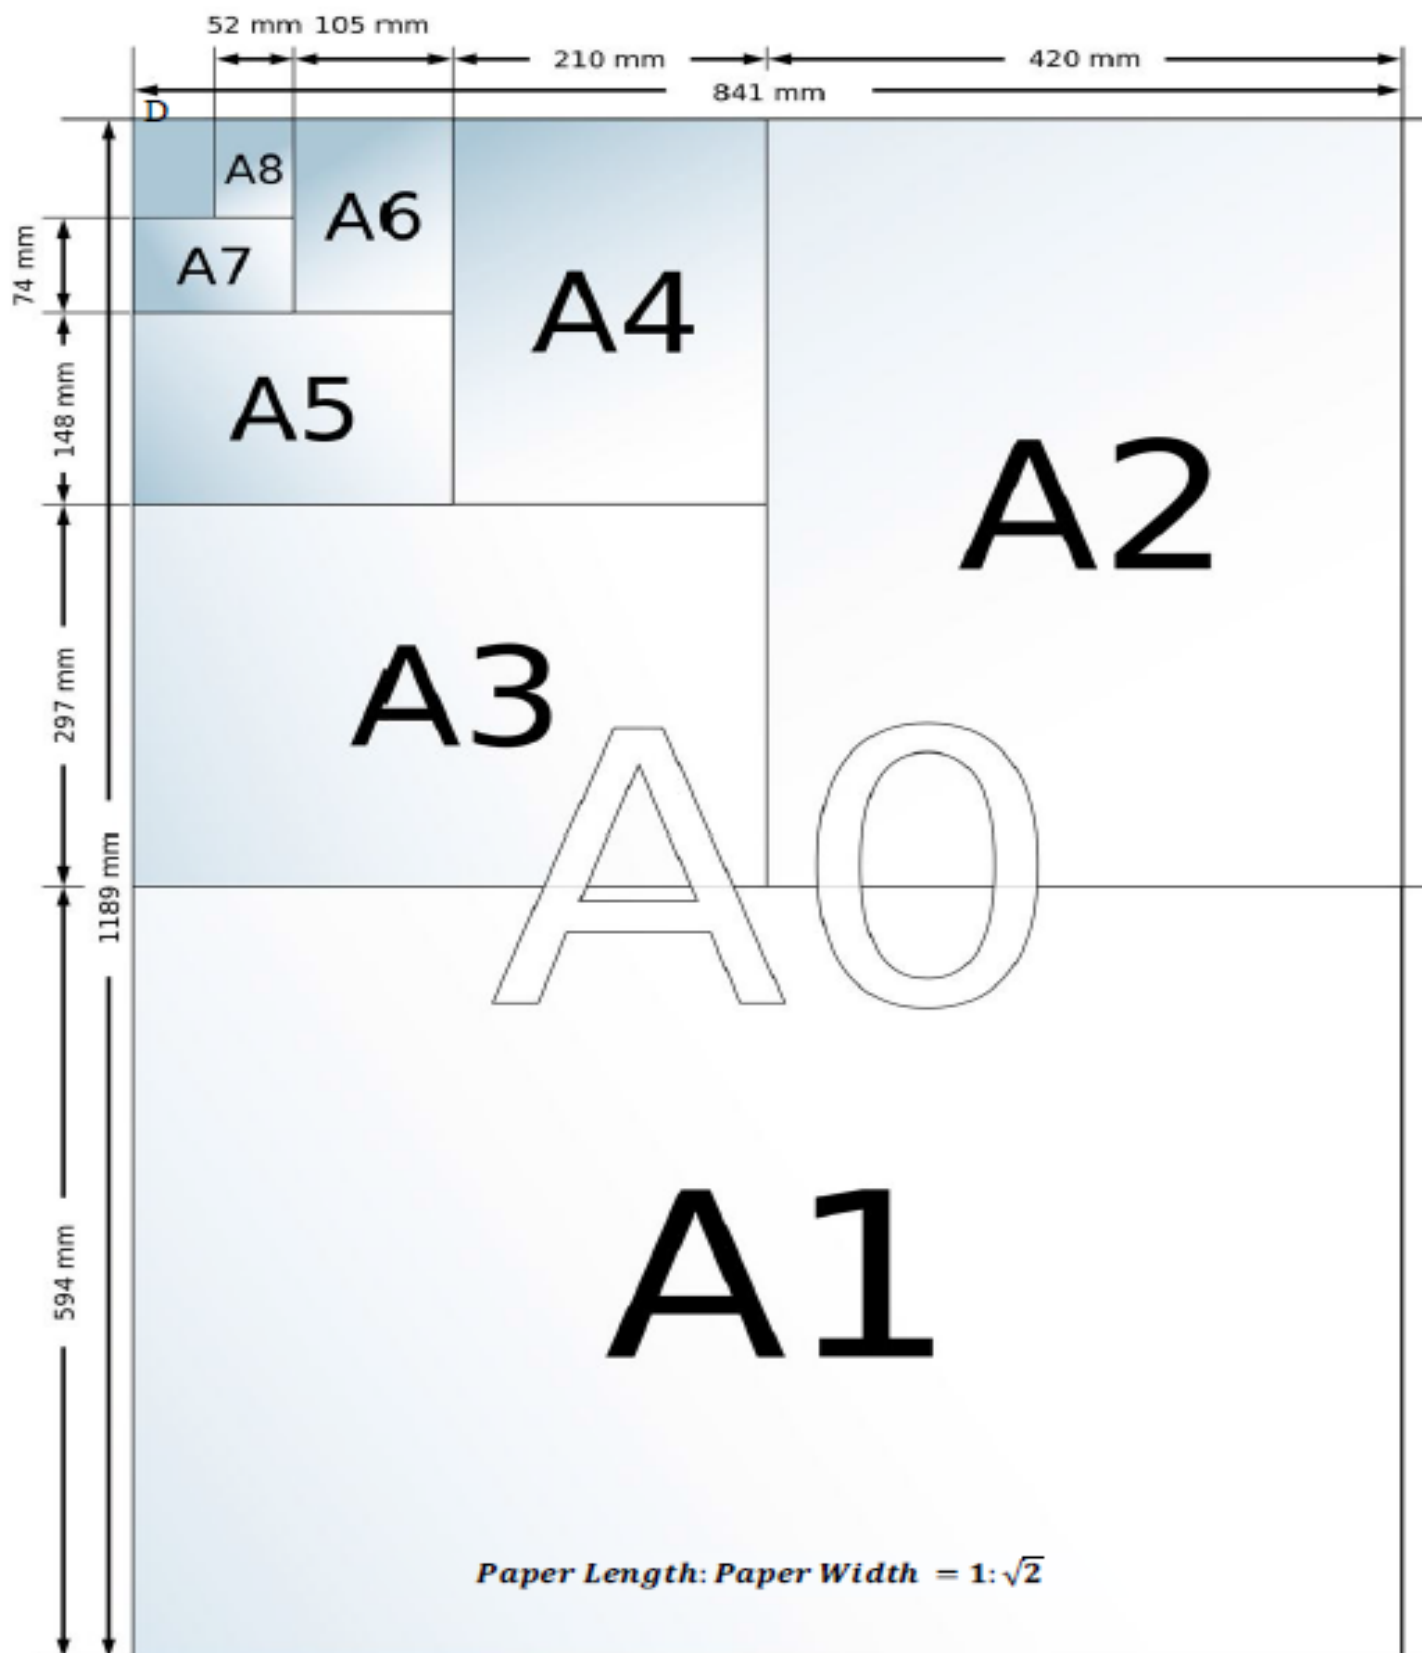 52 mm 105 mm
210 mm
420 mm
841 mm
D
A8
A6
A7
74 mm
A4
A5
148 mm
A2
A3
297 mm
A0
1189 mm
A1
594 mm
Paper Length: Paper Width = 1: √2